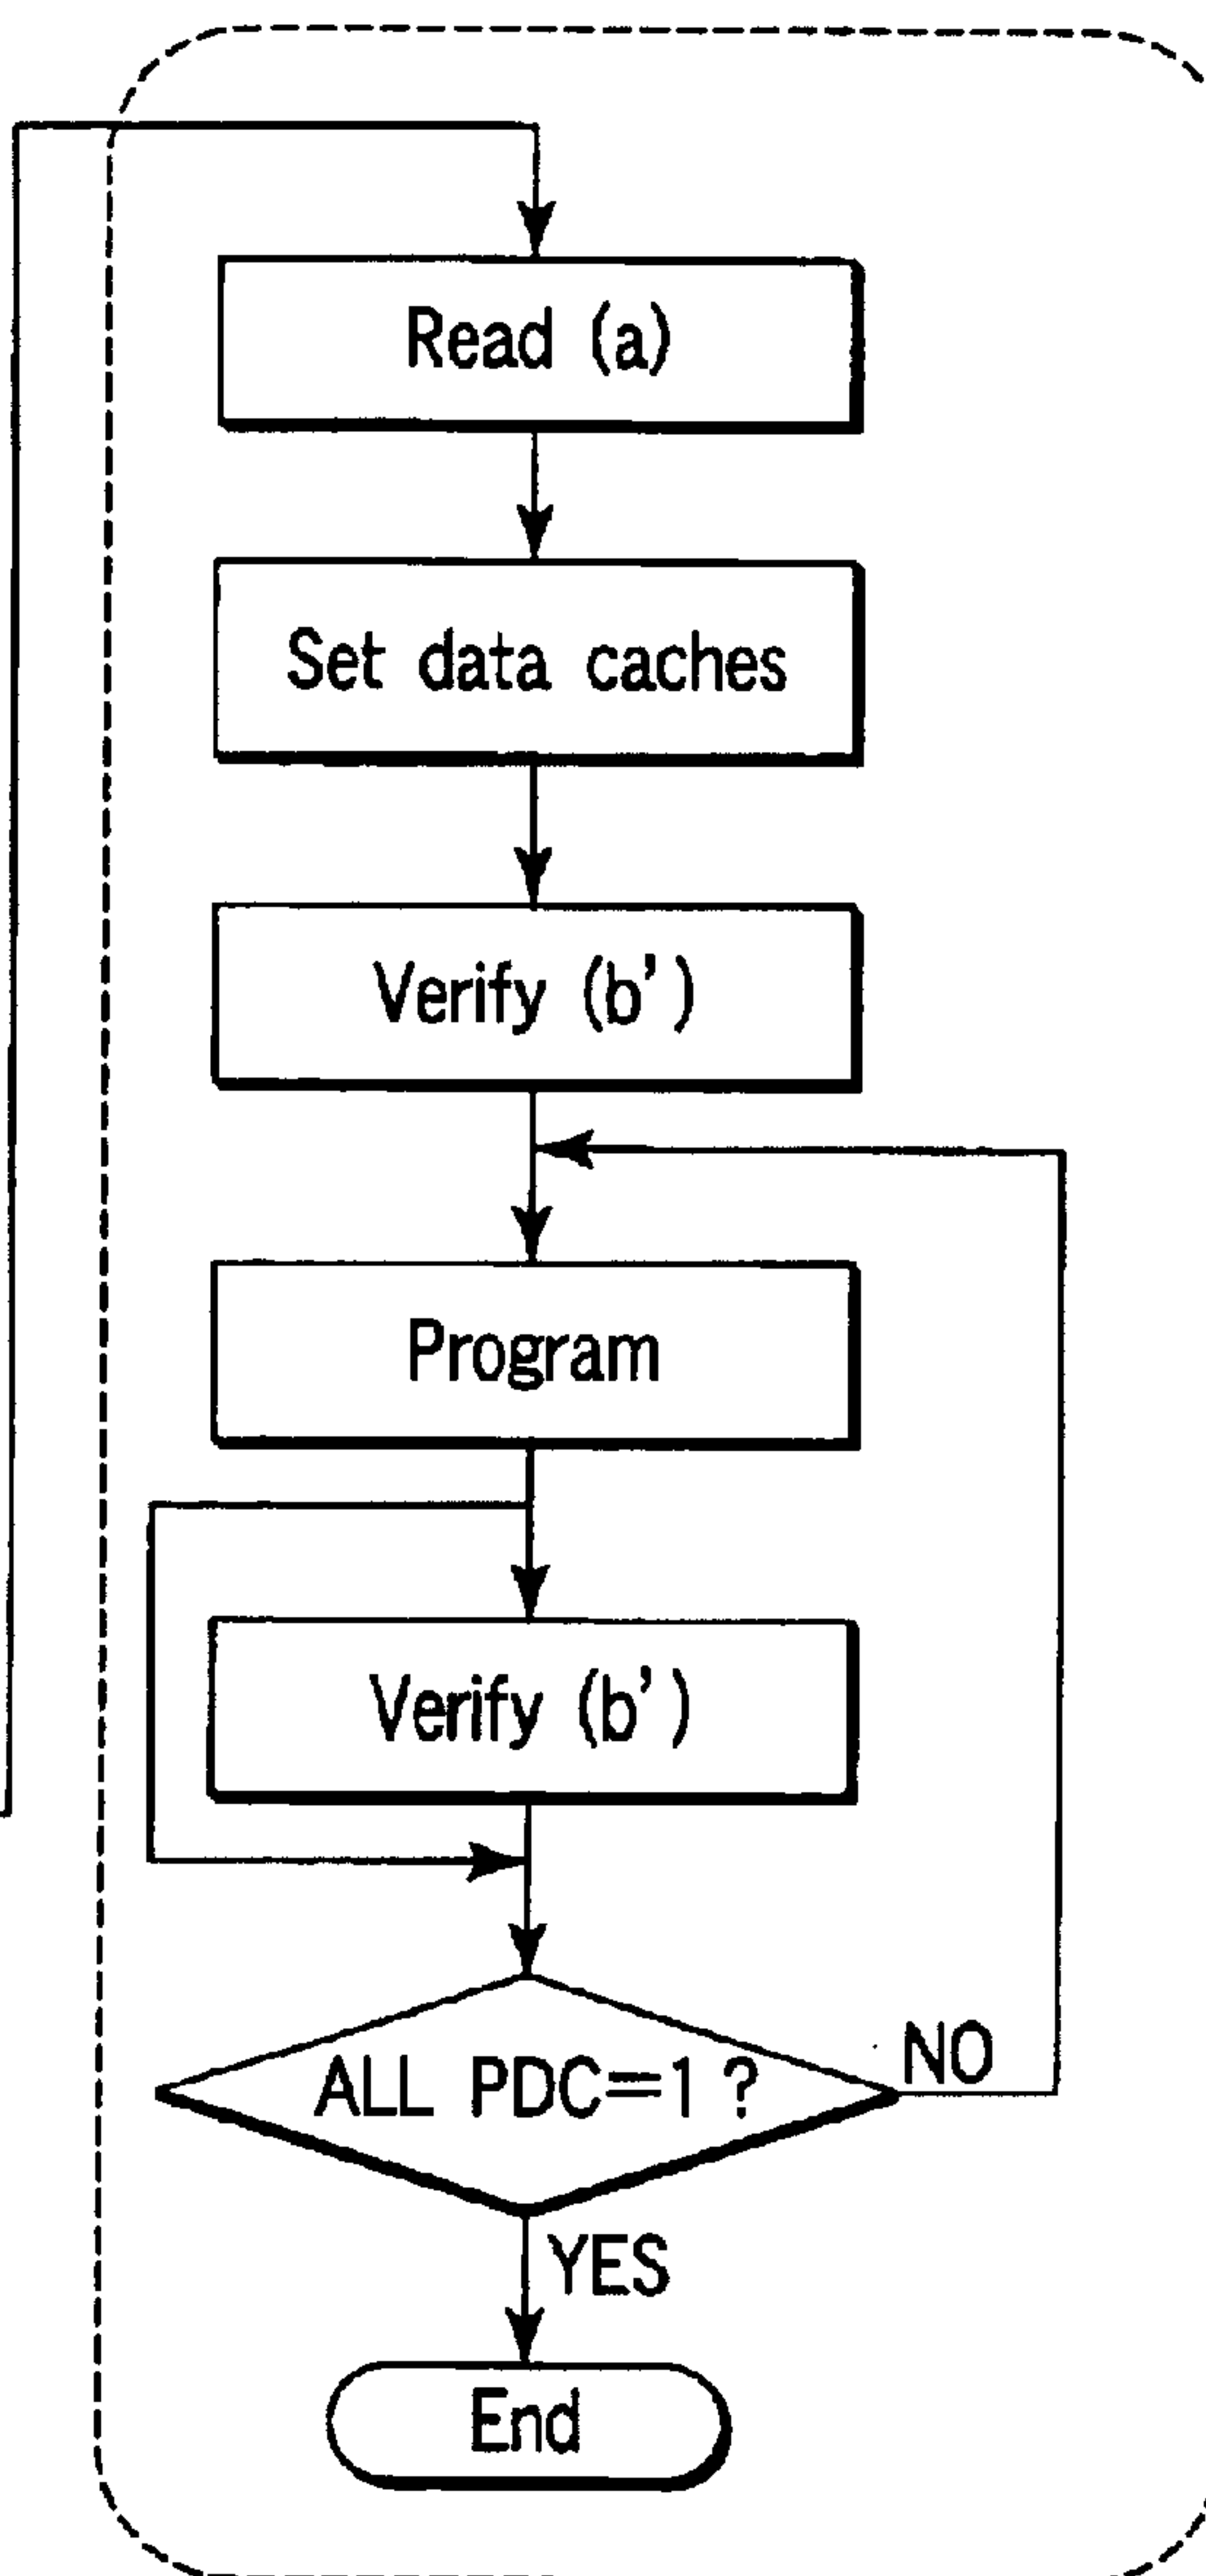 Read (a)
Set data caches
Verify (b')
Program
Verify (b')
ALL PDC=1 ?
NO
YES
End